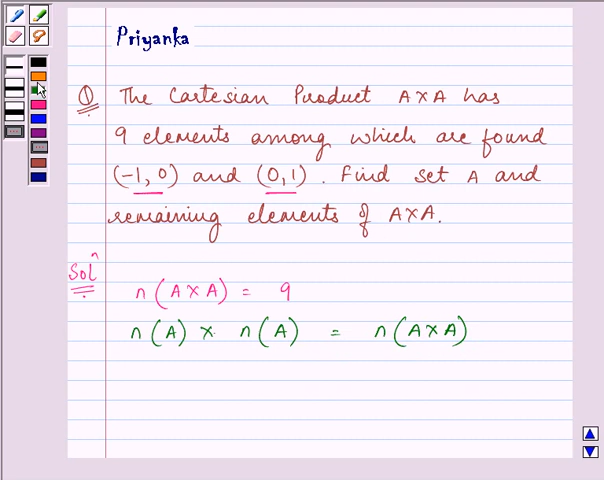 Priyanka
Q The Cartesian Product A×A has
9 elements among which are found
(-1, 0) and (0, 1). Find set A and
remaining elements of A×A.
Solⁿ
n(A×A) = 9
n(A) × n(A) = n(A×A)